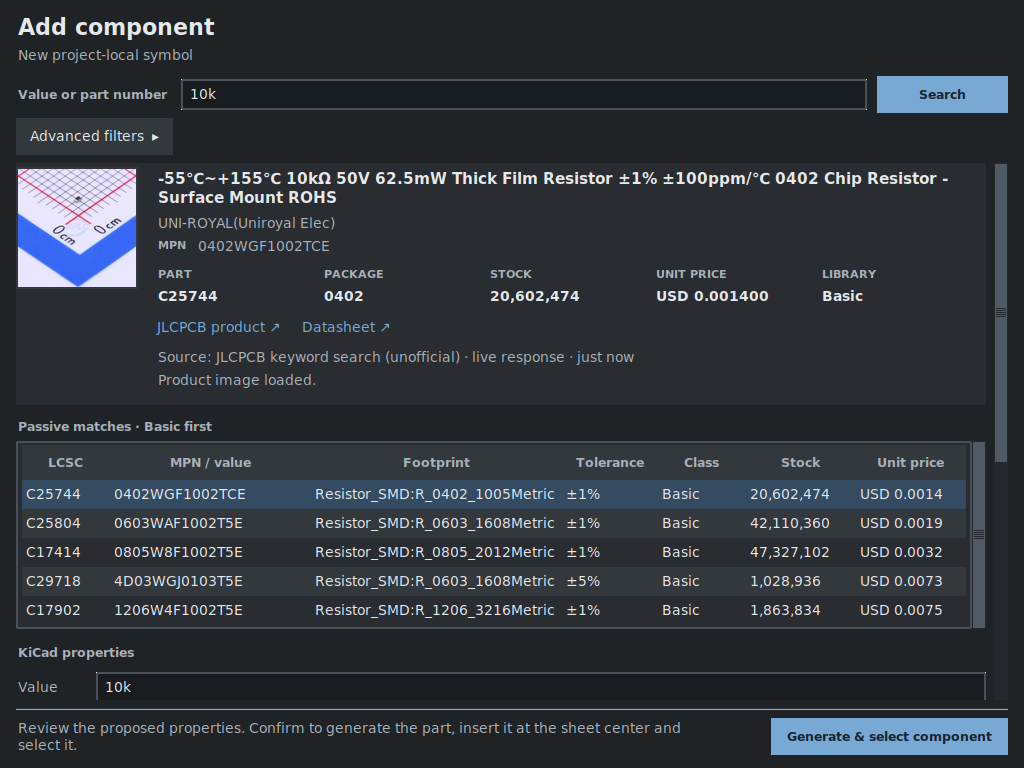 Add component
New project-local symbol
Value or part number 10k Search
Advanced filters ▸
-55℃~+155℃ 10kΩ 50V 62.5mW Thick Film Resistor ±1% ±100ppm/℃ 0402 Chip Resistor -
Surface Mount ROHS
UNI-ROYAL(Uniroyal Elec)
MPN 0402WGF1002TCE
PART PACKAGE STOCK UNIT PRICE LIBRARY
C25744 0402 20,602,474 USD 0.001400 Basic
JLCPCB product ↗ Datasheet ↗
Source: JLCPCB keyword search (unofficial) · live response · just now
Product image loaded.
0cm 0cm
Passive matches · Basic first
LCSC MPN / value Footprint Tolerance Class Stock Unit price
C25744 0402WGF1002TCE Resistor_SMD:R_0402_1005Metric ±1% Basic 20,602,474 USD 0.0014
C25804 0603WAF1002T5E Resistor_SMD:R_0603_1608Metric ±1% Basic 42,110,360 USD 0.0019
C17414 0805W8F1002T5E Resistor_SMD:R_0805_2012Metric ±1% Basic 47,327,102 USD 0.0032
C29718 4D03WGJ0103T5E Resistor_SMD:R_0603_1608Metric ±5% Basic 1,028,936 USD 0.0073
C17902 1206W4F1002T5E Resistor_SMD:R_1206_3216Metric ±1% Basic 1,863,834 USD 0.0075
KiCad properties
Value 10k
Review the proposed properties. Confirm to generate the part, insert it at the sheet center and
select it.
Generate & select component